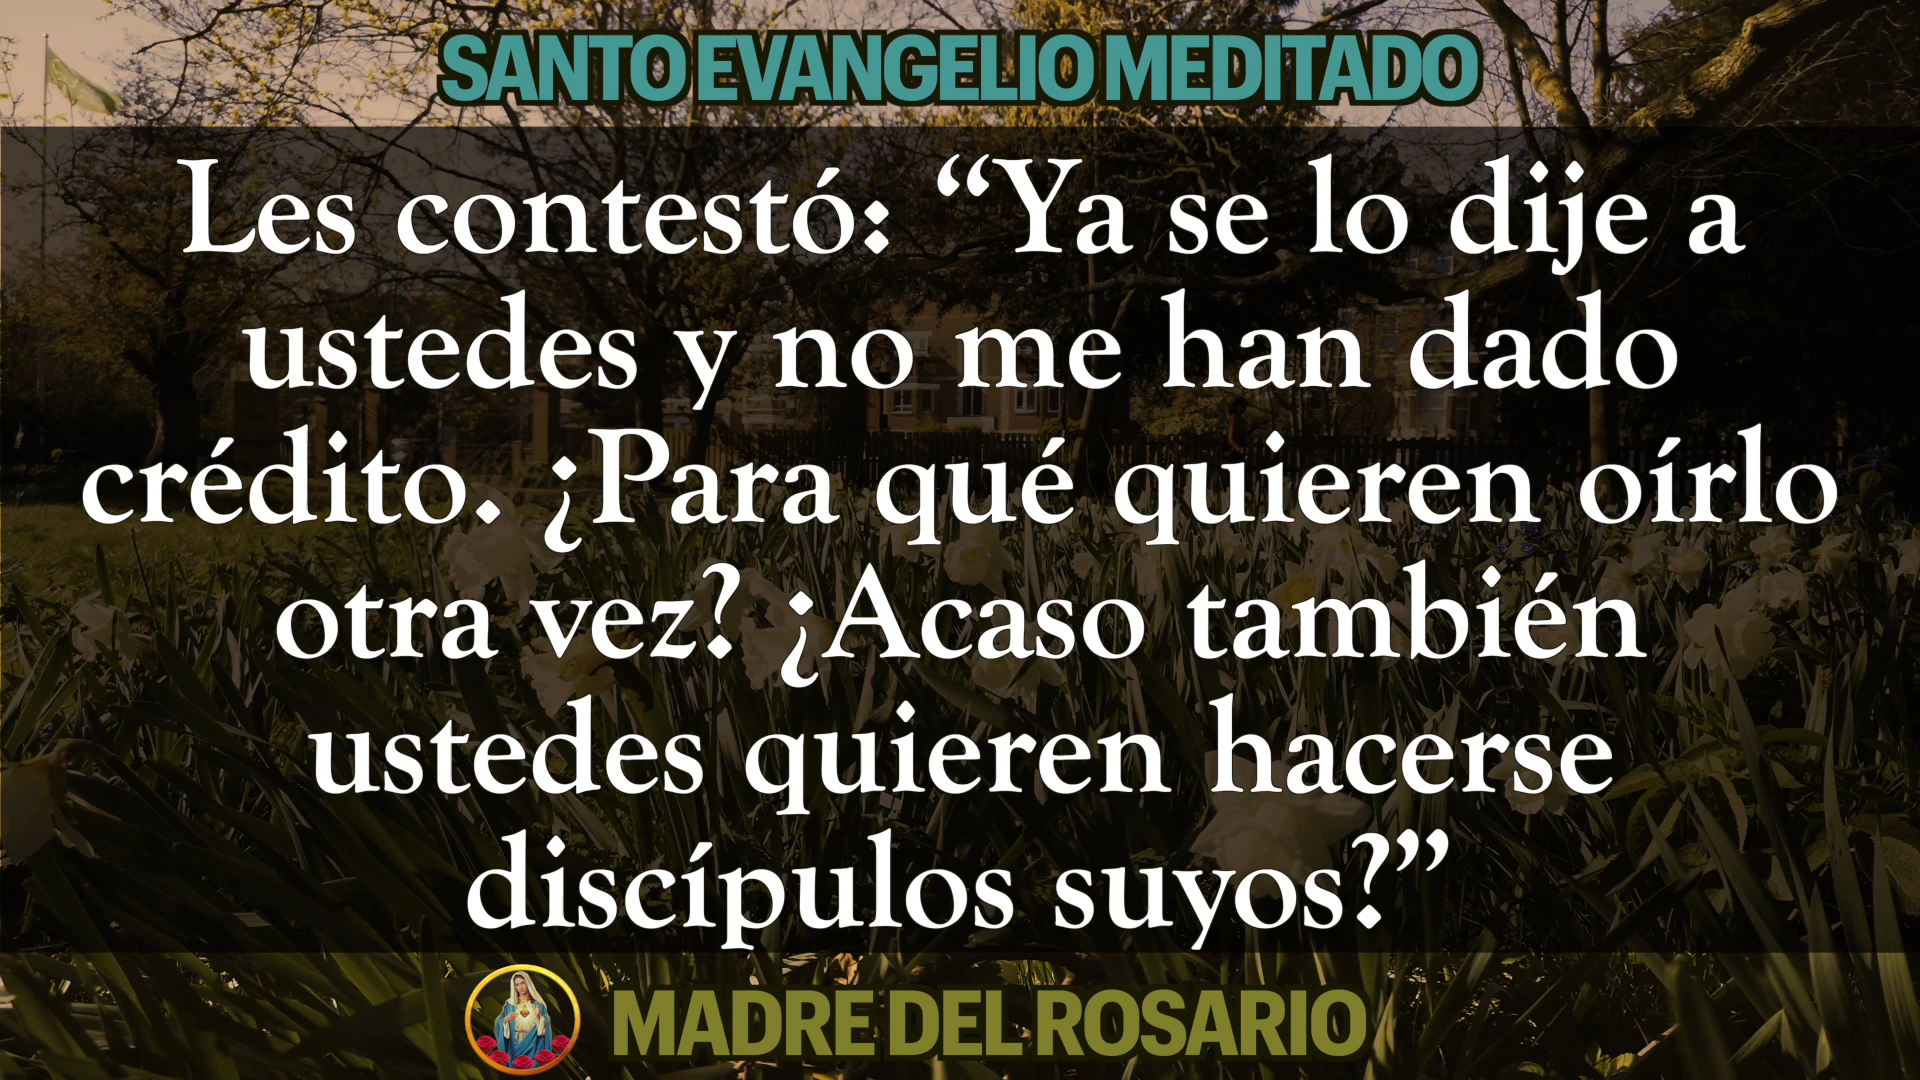 SANTO EVANGELIO MEDITADO
Les contestó: “Ya se lo dije a
ustedes y no me han dado
crédito. ¿Para qué quieren oírlo
otra vez? ¿Acaso también
ustedes quieren hacerse
discípulos suyos?”
MADRE DEL ROSARIO